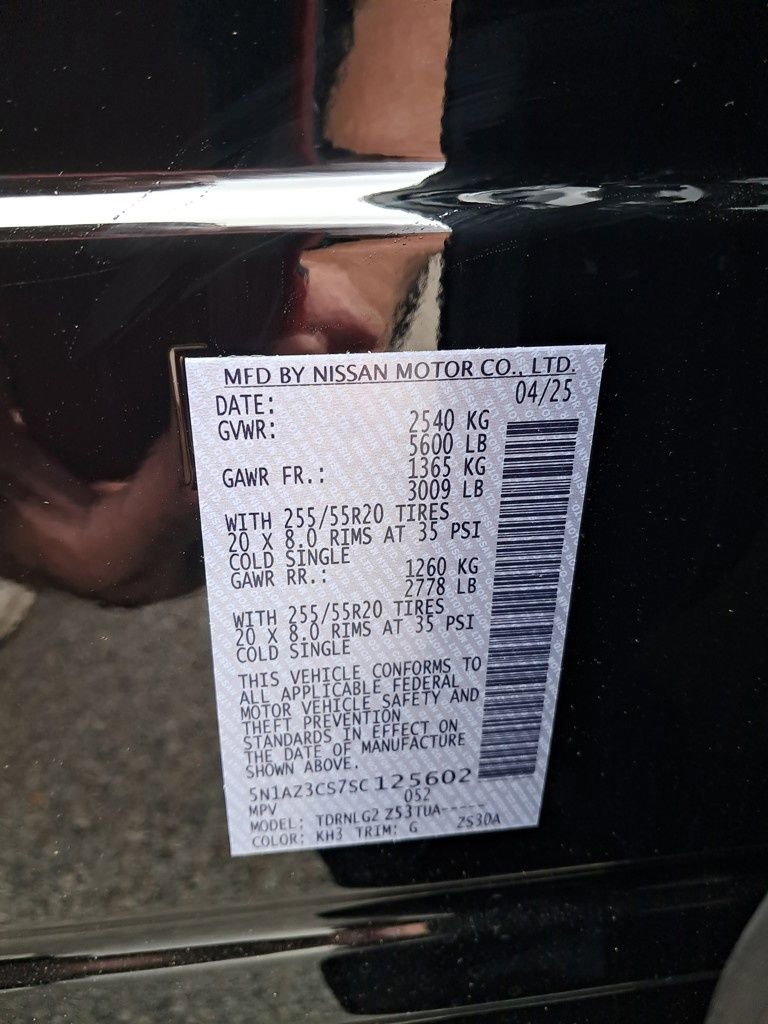 MFD BY NISSAN MOTOR CO., LTD.
DATE: 04/25
GVWR: 2540 KG
5600 LB
GAWR FR.: 1365 KG
3009 LB
WITH 255/55R20 TIRES
20 X 8.0 RIMS AT 35 PSI
COLD SINGLE
GAWR RR.: 1260 KG
2778 LB
WITH 255/55R20 TIRES
20 X 8.0 RIMS AT 35 PSI
COLD SINGLE
THIS VEHICLE CONFORMS TO
ALL APPLICABLE FEDERAL
MOTOR VEHICLE SAFETY AND
THEFT PREVENTION
STANDARDS IN EFFECT ON
THE DATE OF MANUFACTURE
SHOWN ABOVE.
5N1AZ3CS7SC125602
MPV 052
MODEL: TDRNLG2 Z53TUA-----
COLOR: KH3 TRIM: G ZS30A